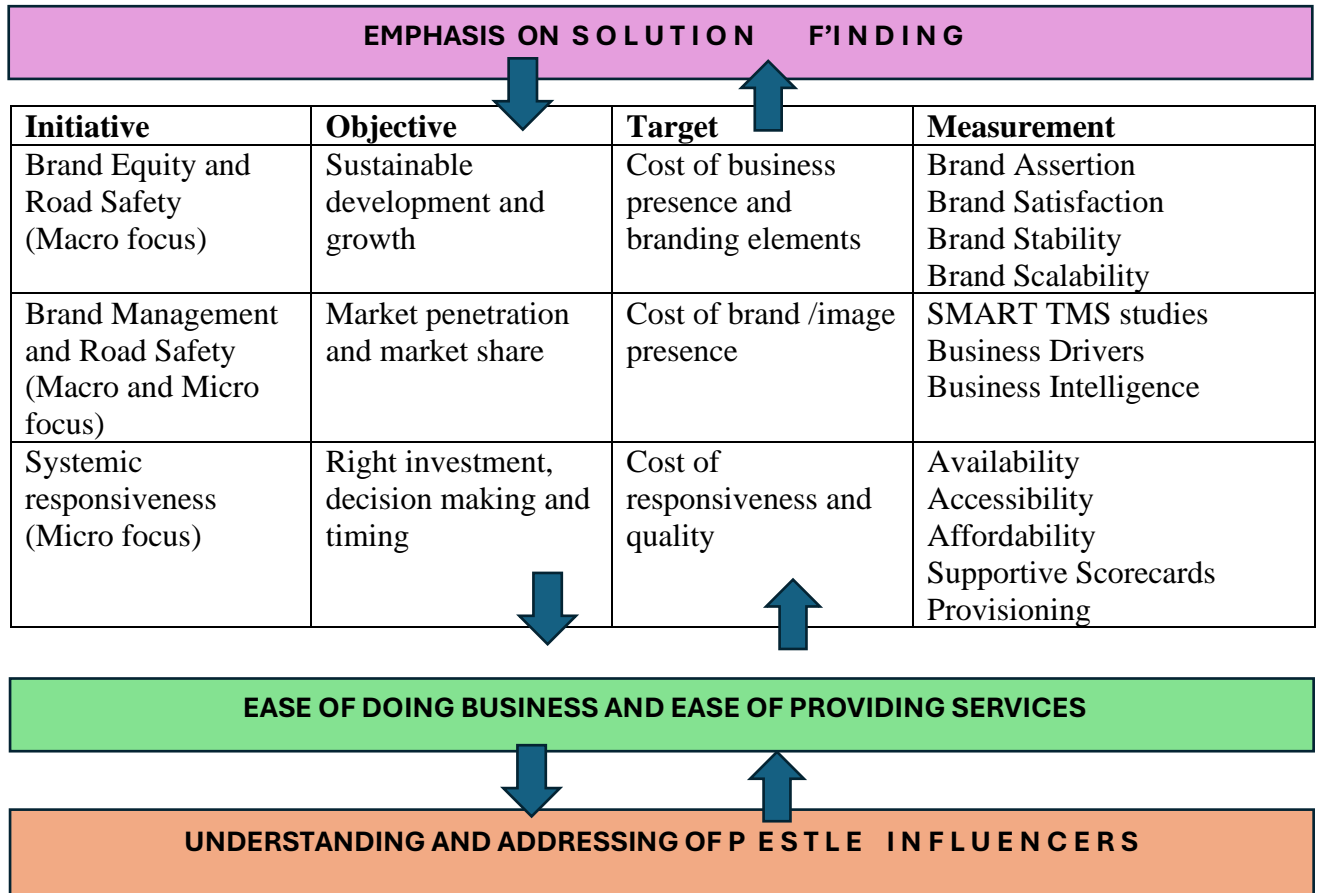 EMPHASIS ON S O L U T I O N F'I N D I N G
Initiative Objective Target Measurement
Brand Equity and
Road Safety
(Macro focus)
Sustainable
development and
growth
Cost of business
presence and
branding elements
Brand Assertion
Brand Satisfaction
Brand Stability
Brand Scalability
Brand Management
and Road Safety
(Macro and Micro
focus)
Market penetration
and market share
Cost of brand /image
presence
SMART TMS studies
Business Drivers
Business Intelligence
Systemic
responsiveness
(Micro focus)
Right investment,
decision making and
timing
Cost of
responsiveness and
quality
Availability
Accessibility
Affordability
Supportive Scorecards
Provisioning
EASE OF DOING BUSINESS AND EASE OF PROVIDING SERVICES
UNDERSTANDING AND ADDRESSING OF P E S T L E I N F L U E N C E R S